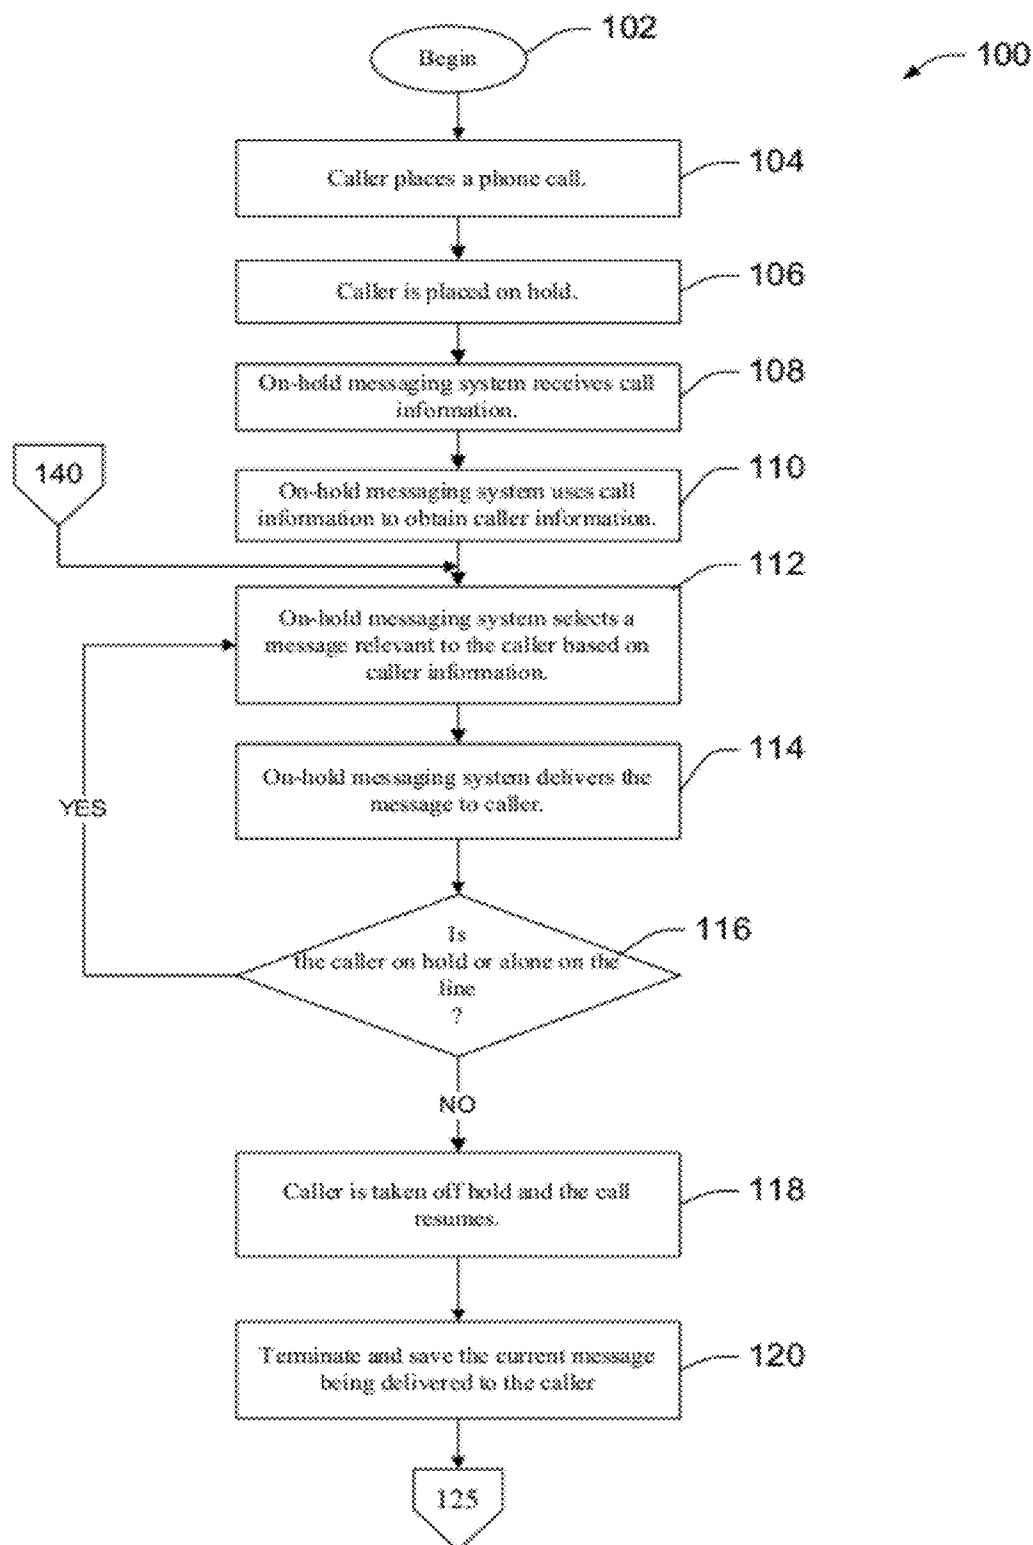 Begin
102
100
Caller places a phone call.
104
Caller is placed on hold.
106
On-hold messaging system receives call
information.
108
140
On-hold messaging system uses call
information to obtain caller information.
110
112
On-hold messaging system selects a
message relevant to the caller based on
caller information.
On-hold messaging system delivers the
message to caller.
114
YES
Is
the caller on hold or alone on the
line
?
116
NO
Caller is taken off hold and the call
resumes.
118
Terminate and save the current message
being delivered to the caller
120
125